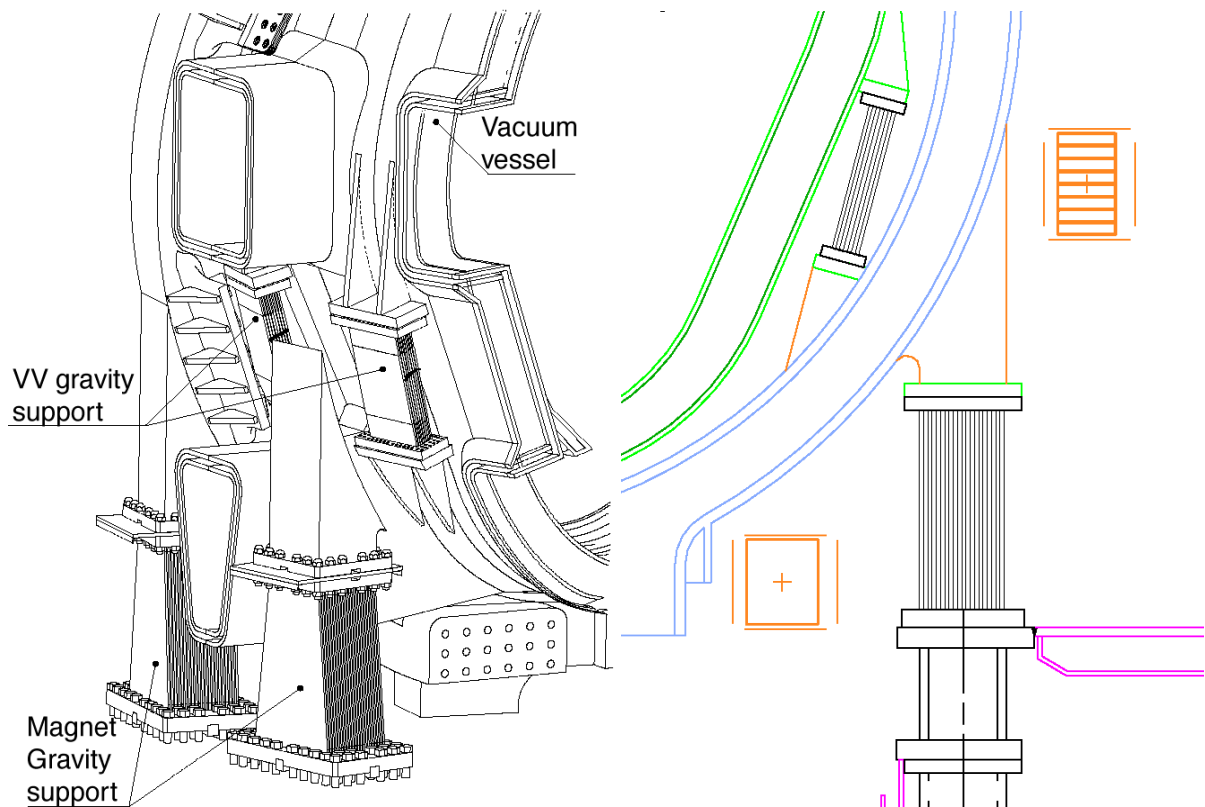 Vacuum
vessel
VV gravity
support
Magnet
Gravity
support